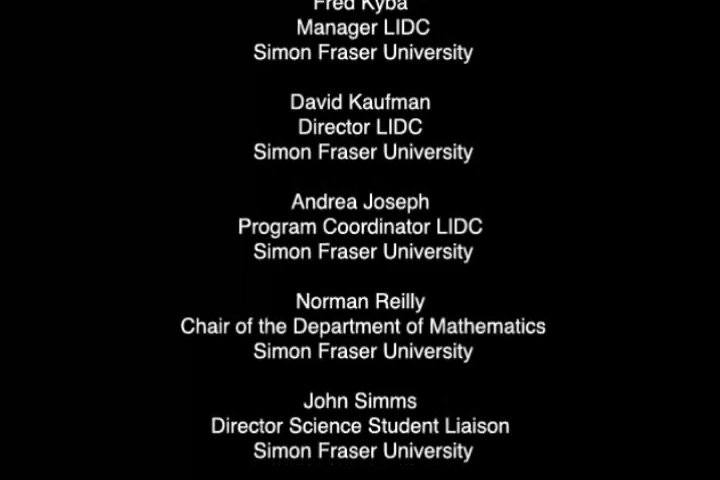 Fred Kyba
Manager LIDC
Simon Fraser University
David Kaufman
Director LIDC
Simon Fraser University
Andrea Joseph
Program Coordinator LIDC
Simon Fraser University
Norman Reilly
Chair of the Department of Mathematics
Simon Fraser University
John Simms
Director Science Student Liaison
Simon Fraser University